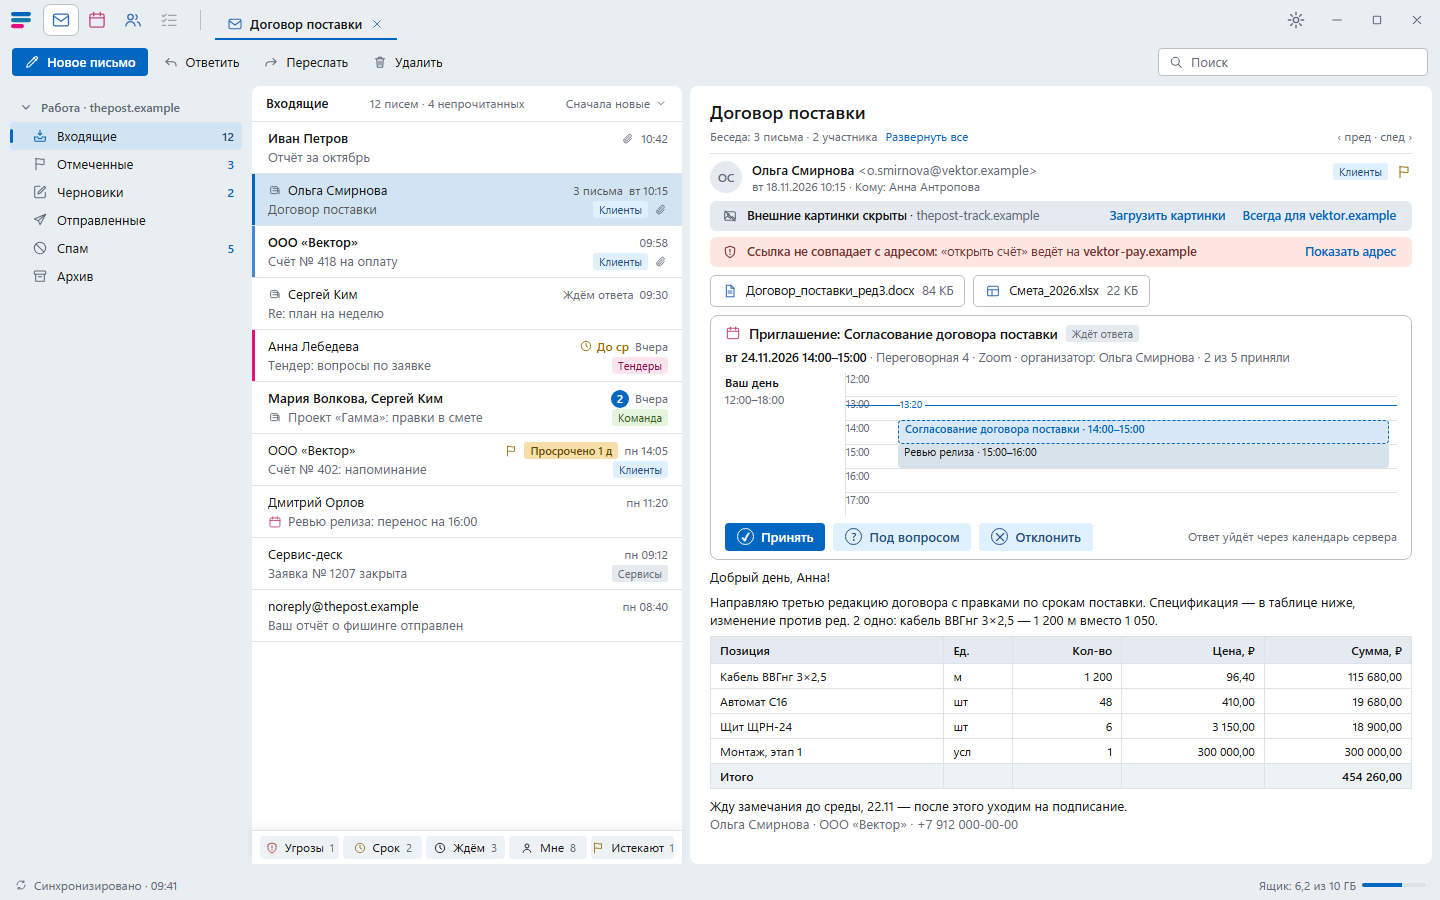 Договор поставки
Новое письмо
Ответить
Переслать
Удалить
Поиск
Работа · thepost.example
Входящие 12
Отмеченные 3
Черновики 2
Отправленные
Спам 5
Архив
Входящие 12 писем · 4 непрочитанных Сначала новые
Иван Петров 10:42
Отчёт за октябрь
Ольга Смирнова 3 письма вт 10:15
Договор поставки Клиенты
ООО «Вектор» 09:58
Счёт № 418 на оплату Клиенты
Сергей Ким Ждём ответа 09:30
Re: план на неделю
Анна Лебедева До ср Вчера
Тендер: вопросы по заявке Тендеры
Мария Волкова, Сергей Ким 2 Вчера
Проект «Гамма»: правки в смете Команда
ООО «Вектор» Просрочено 1 д пн 14:05
Счёт № 402: напоминание Клиенты
Дмитрий Орлов пн 11:20
Ревью релиза: перенос на 16:00
Сервис-деск пн 09:12
Заявка № 1207 закрыта Сервисы
noreply@thepost.example пн 08:40
Ваш отчёт о фишинге отправлен
Угрозы 1 Срок 2 Ждём 3 Мне 8 Истекают 1
Договор поставки
Беседа: 3 письма · 2 участника Развернуть все ‹ пред · след ›
ОС
Ольга Смирнова <o.smirnova@vektor.example> Клиенты
вт 18.11.2026 10:15 · Кому: Анна Антропова
Внешние картинки скрыты · thepost-track.example Загрузить картинки Всегда для vektor.example
Ссылка не совпадает с адресом: «открыть счёт» ведёт на vektor-pay.example Показать адрес
Договор_поставки_ред3.docx 84 КБ
Смета_2026.xlsx 22 КБ
Приглашение: Согласование договора поставки Ждёт ответа
вт 24.11.2026 14:00–15:00 · Переговорная 4 · Zoom · организатор: Ольга Смирнова · 2 из 5 приняли
Ваш день
12:00–18:00
12:00
13:00 13:20
14:00 Согласование договора поставки · 14:00–15:00
15:00 Ревью релиза · 15:00–16:00
16:00
17:00
Принять Под вопросом Отклонить Ответ уйдёт через календарь сервера
Добрый день, Анна!
Направляю третью редакцию договора с правками по срокам поставки. Спецификация — в таблице ниже,
изменение против ред. 2 одно: кабель ВВГнг 3×2,5 — 1 200 м вместо 1 050.
Позиция Ед. Кол-во Цена, ₽ Сумма, ₽
Кабель ВВГнг 3×2,5 м 1 200 96,40 115 680,00
Автомат С16 шт 48 410,00 19 680,00
Щит ЩРН-24 шт 6 3 150,00 18 900,00
Монтаж, этап 1 усл 1 300 000,00 300 000,00
Итого 454 260,00
Жду замечания до среды, 22.11 — после этого уходим на подписание.
Ольга Смирнова · ООО «Вектор» · +7 912 000-00-00
Синхронизировано · 09:41
Ящик: 6,2 из 10 ГБ